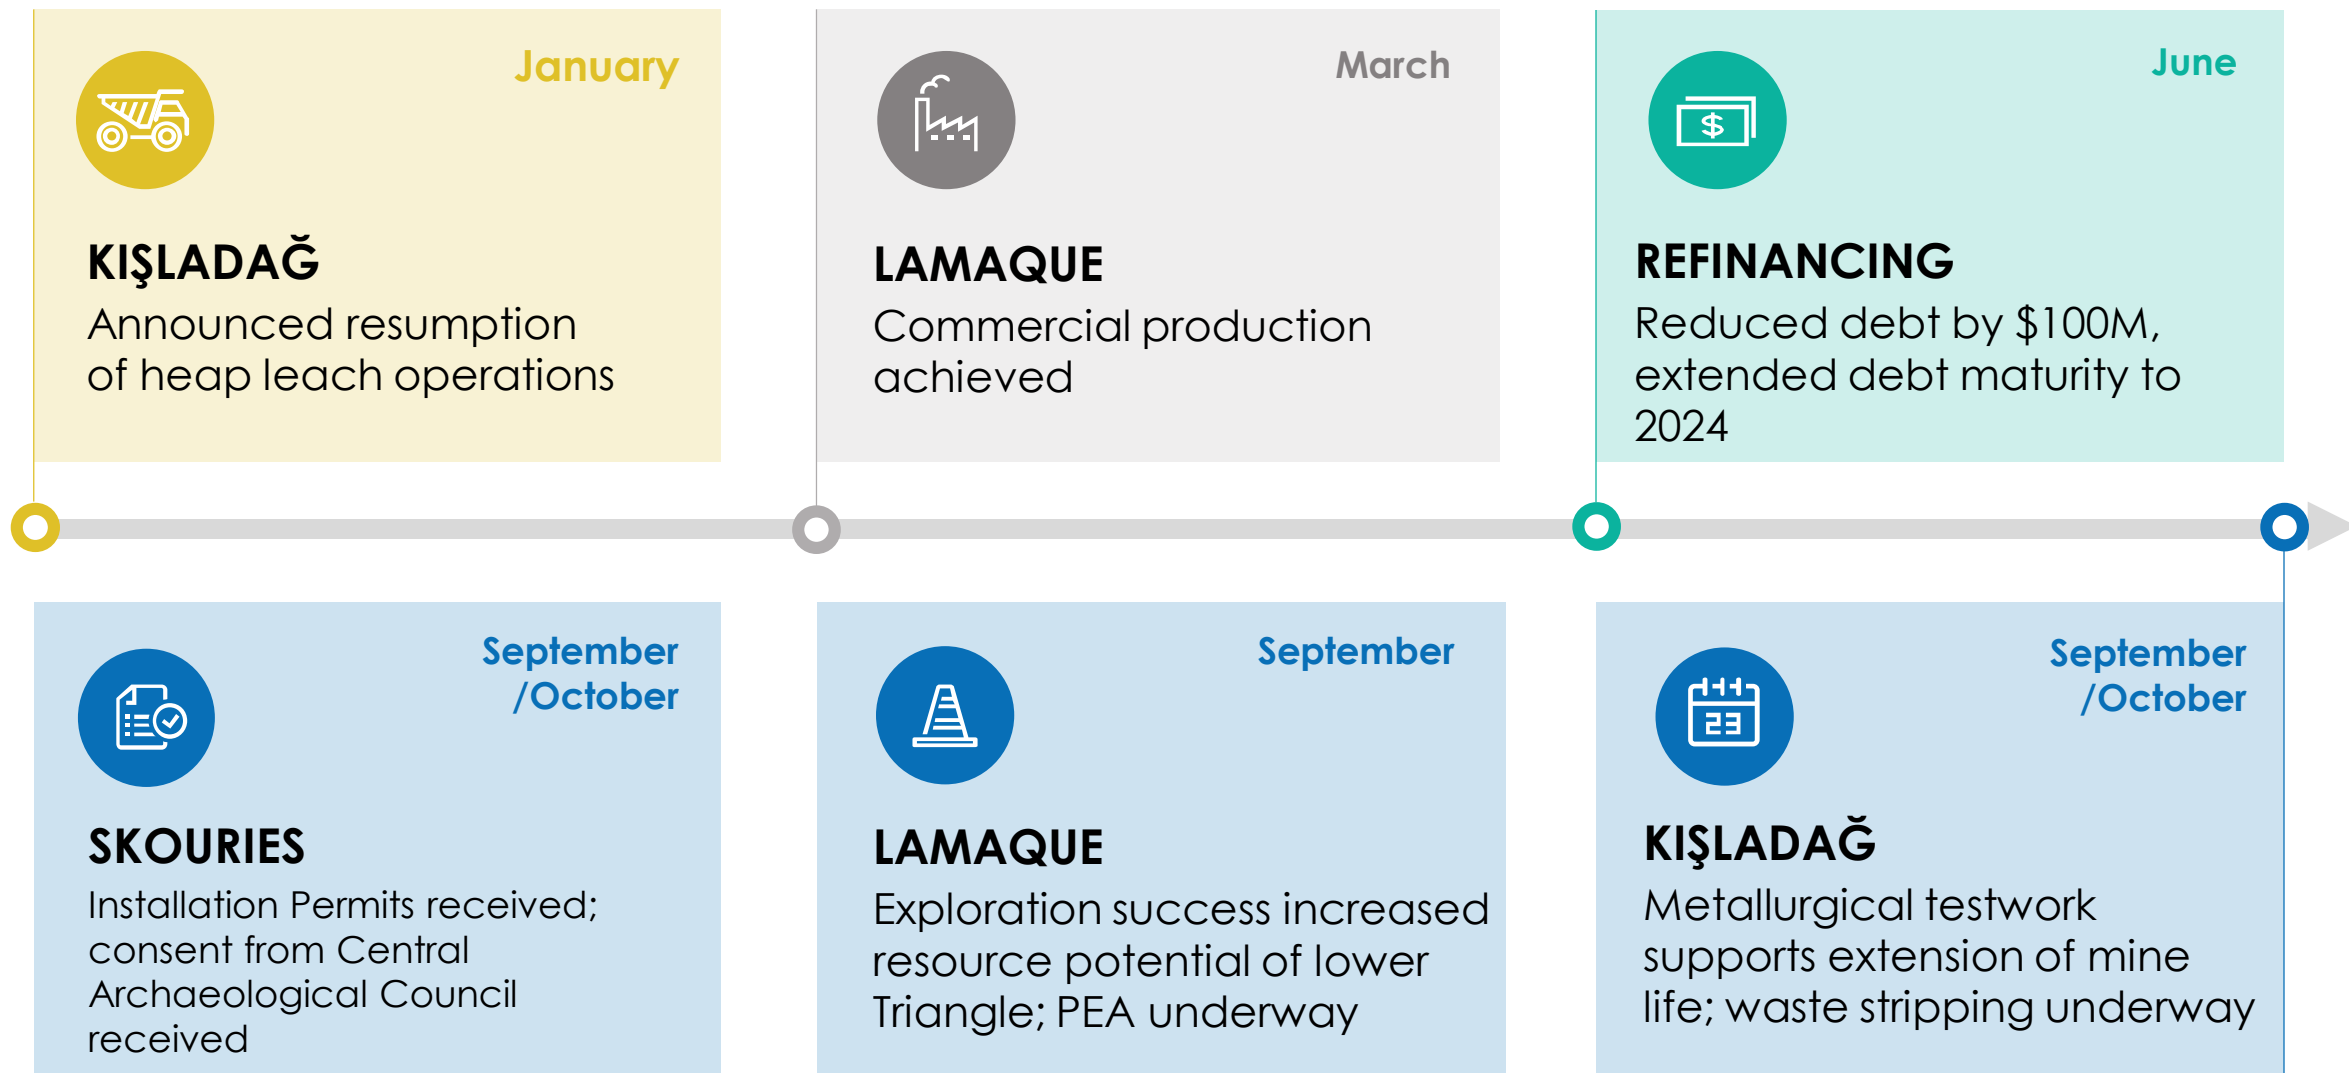 January
KIŞLADAĞ
Announced resumption
of heap leach operations
March
LAMAQUE
Commercial production
achieved
June
$
REFINANCING
Reduced debt by $100M,
extended debt maturity to
2024
September
/October
SKOURIES
Installation Permits received;
consent from Central
Archaeological Council
received
September
LAMAQUE
Exploration success increased
resource potential of lower
Triangle; PEA underway
September
/October
23
KIŞLADAĞ
Metallurgical testwork
supports extension of mine
life; waste stripping underway